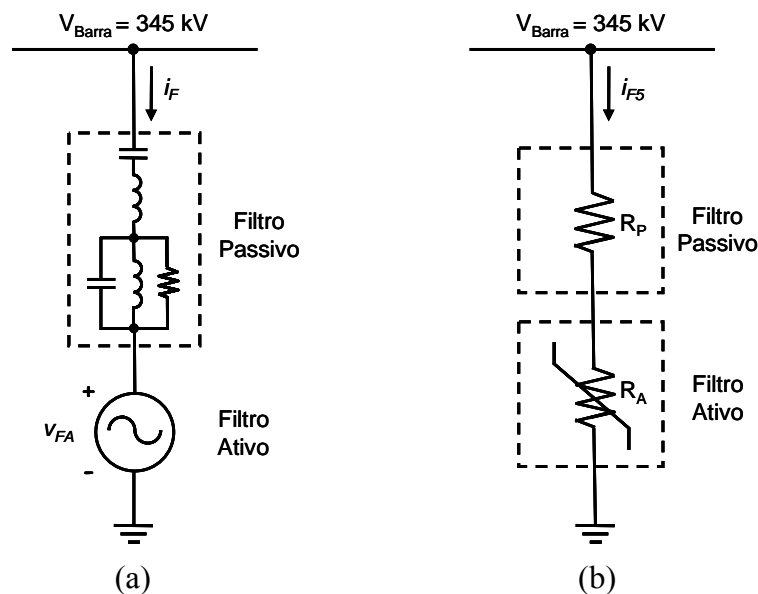 V_Barra = 345 kV
i_F
Filtro
Passivo
+
v_FA
-
Filtro
Ativo
(a)
V_Barra = 345 kV
i_F5
R_P
Filtro
Passivo
R_A
Filtro
Ativo
(b)